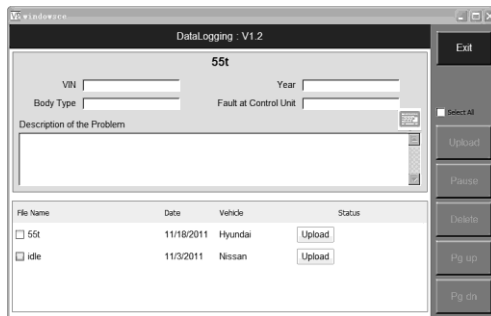 windowsce
DataLogging : V1.2
Exit
55t
VIN
Year
Body Type
Fault at Control Unit
Select All
Description of the Problem
Upload
Pause
Delete
Pg up
Pg dn
File Name Date Vehicle Status
55t 11/18/2011 Hyundai Upload
idle 11/3/2011 Nissan Upload